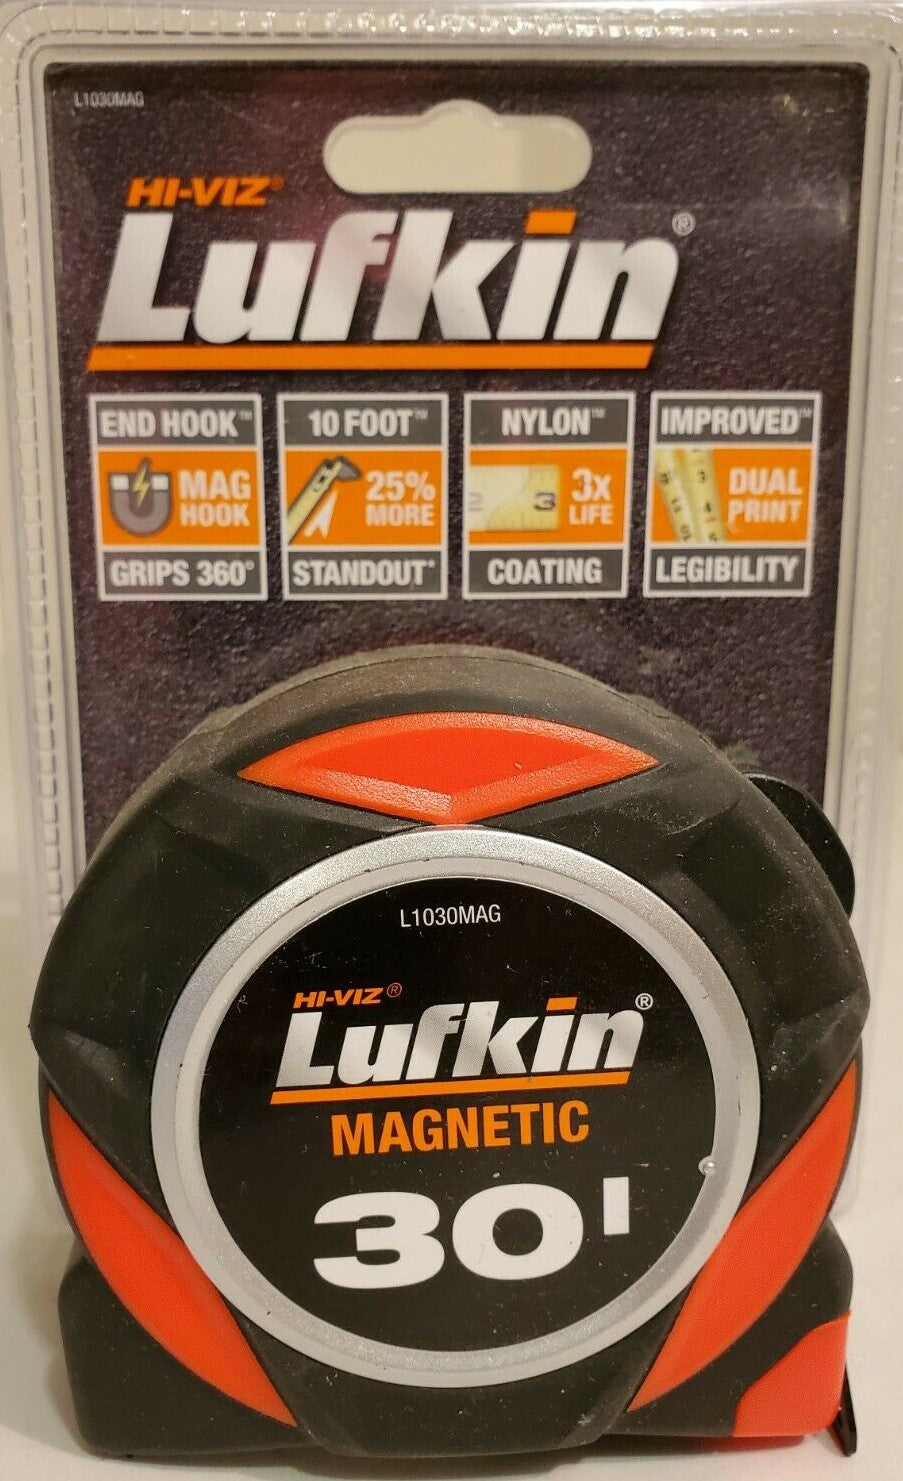 L1030MAG
HI-VIZ®
Lufkin®
END HOOK™
MAG
HOOK
GRIPS 360°
10 FOOT™
25%
MORE
STANDOUT*
NYLON™
3
3x
LIFE
COATING
IMPROVED™
DUAL
PRINT
LEGIBILITY
L1030MAG
HI-VIZ®
Lufkin®
MAGNETIC
30'